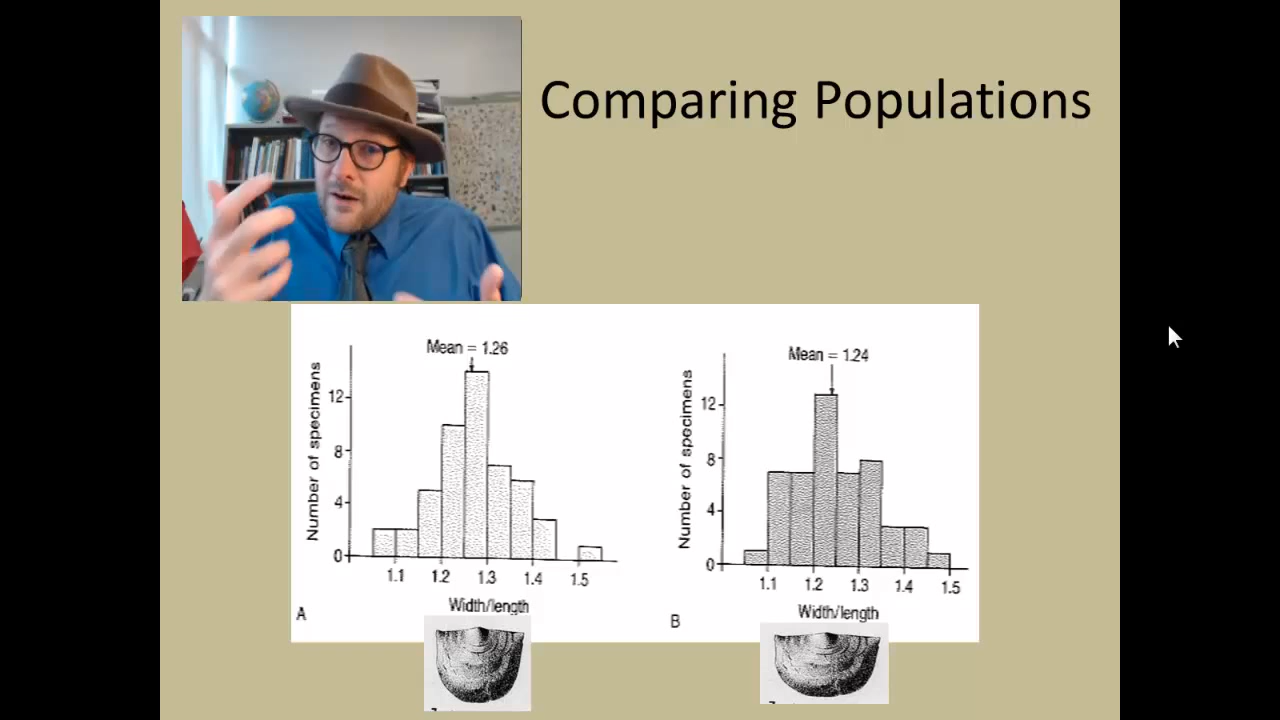 Comparing Populations
Mean = 1.26
Number of specimens
12
8
4
0
1.1 1.2 1.3 1.4 1.5
Width/length
A
Mean = 1.24
Number of specimens
12
8
4
0
1.1 1.2 1.3 1.4 1.5
Width/length
B